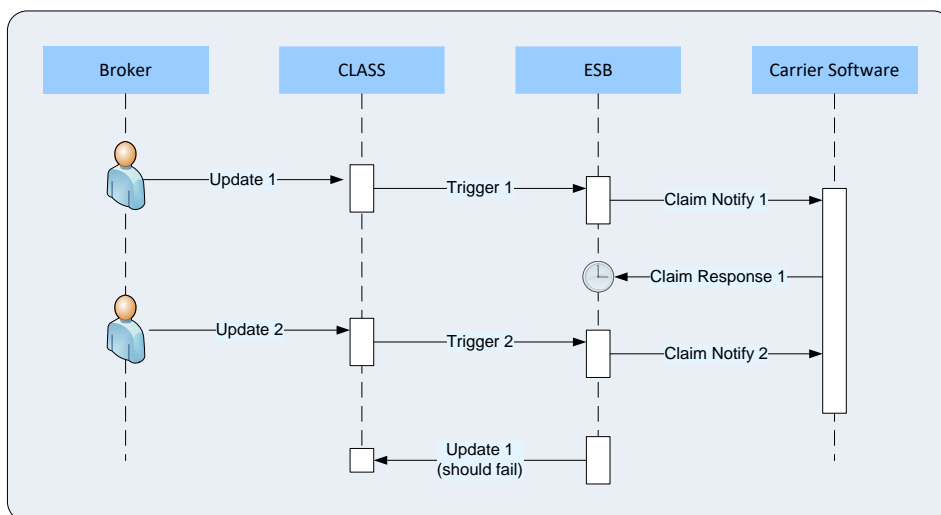 Broker
CLASS
ESB
Carrier Software
Update 1
Trigger 1
Claim Notify 1
Claim Response 1
Update 2
Trigger 2
Claim Notify 2
Update 1
(should fail)